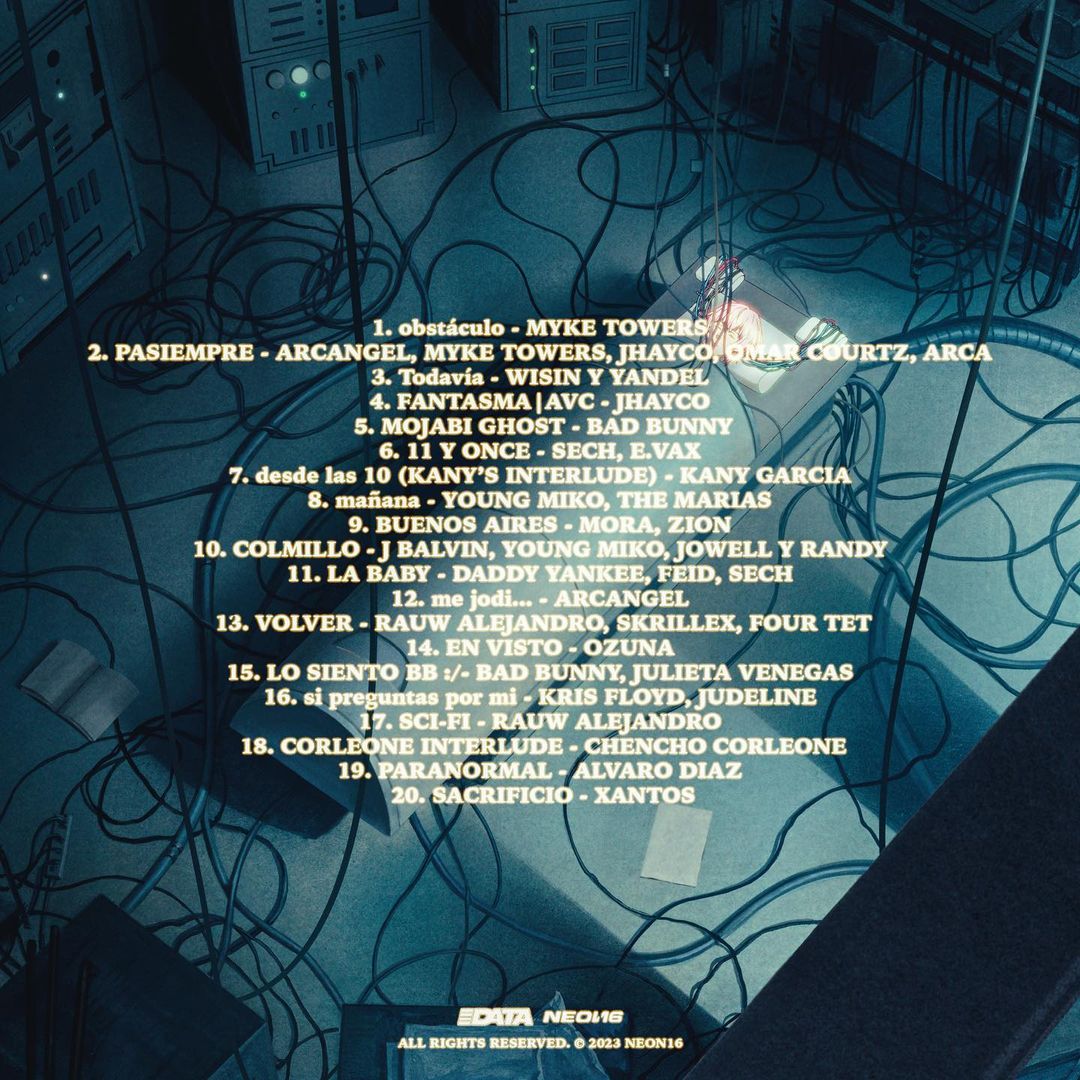 1. obstáculo - MYKE TOWERS
2. PASIEMPRE - ARCANGEL, MYKE TOWERS, JHAYCO, OMAR COURTZ, ARCA
3. Todavía - WISIN Y YANDEL
4. FANTASMA|AVC - JHAYCO
5. MOJABI GHOST - BAD BUNNY
6. 11 Y ONCE - SECH, E.VAX
7. desde las 10 (KANY'S INTERLUDE) - KANY GARCIA
8. mañana - YOUNG MIKO, THE MARIAS
9. BUENOS AIRES - MORA, ZION
10. COLMILLO - J BALVIN, YOUNG MIKO, JOWELL Y RANDY
11. LA BABY - DADDY YANKEE, FEID, SECH
12. me jodi... - ARCANGEL
13. VOLVER - RAUW ALEJANDRO, SKRILLEX, FOUR TET
14. EN VISTO - OZUNA
15. LO SIENTO BB :/- BAD BUNNY, JULIETA VENEGAS
16. si preguntas por mi - KRIS FLOYD, JUDELINE
17. SCI-FI - RAUW ALEJANDRO
18. CORLEONE INTERLUDE - CHENCHO CORLEONE
19. PARANORMAL - ALVARO DIAZ
20. SACRIFICIO - XANTOS
DATA NEON16
ALL RIGHTS RESERVED. © 2023 NEON16